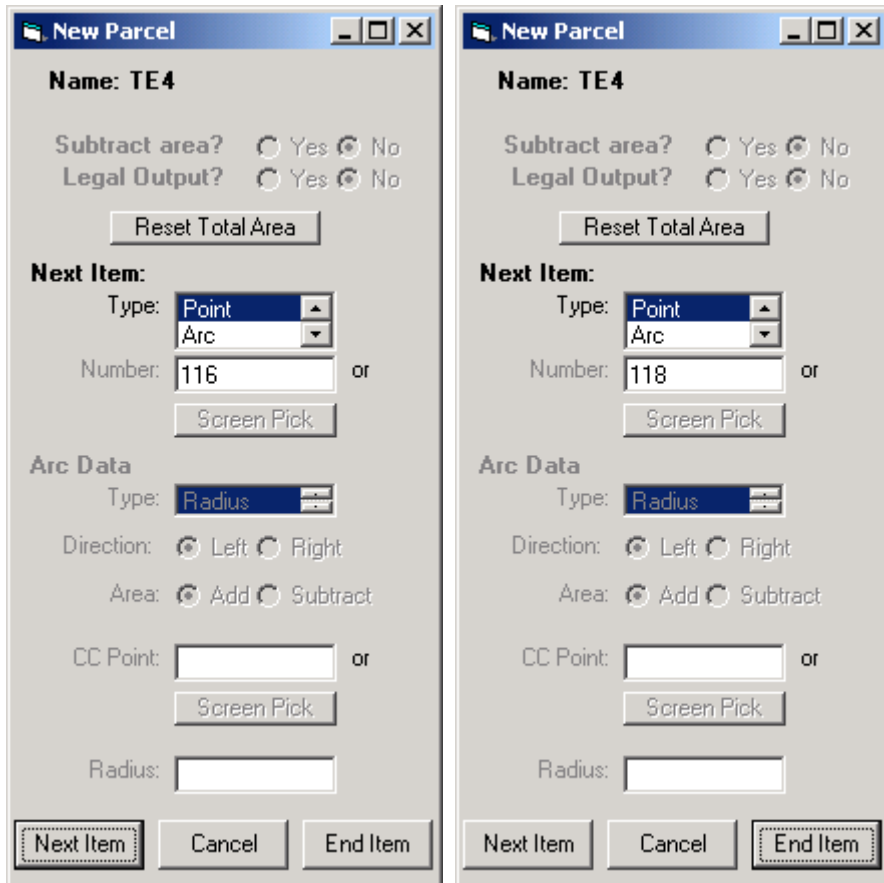 New Parcel
Name: TE4
Subtract area? Yes No
Legal Output? Yes No
Reset Total Area
Next Item:
Type: Point
Arc
Number: 116 or
Screen Pick
Arc Data
Type: Radius
Direction: Left Right
Area: Add Subtract
CC Point: or
Screen Pick
Radius:
Next Item Cancel End Item
New Parcel
Name: TE4
Subtract area? Yes No
Legal Output? Yes No
Reset Total Area
Next Item:
Type: Point
Arc
Number: 118 or
Screen Pick
Arc Data
Type: Radius
Direction: Left Right
Area: Add Subtract
CC Point: or
Screen Pick
Radius:
Next Item Cancel End Item